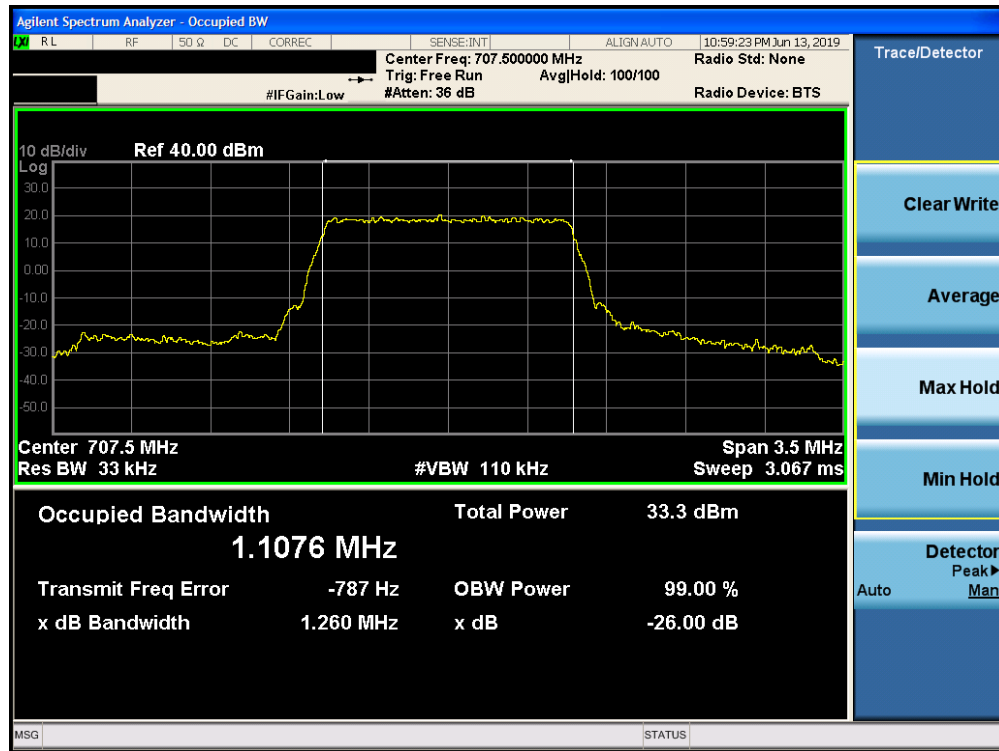 Agilent Spectrum Analyzer - Occupied BW
LXI RL RF 50 Ω DC CORREC SENSE:INT ALIGN AUTO 10:59:23 PM Jun 13, 2019
Center Freq: 707.500000 MHz Radio Std: None
Trig: Free Run Avg|Hold: 100/100
#IFGain:Low #Atten: 36 dB Radio Device: BTS
10 dB/div Ref 40.00 dBm
Log
30.0
20.0
10.0
0.00
-10.0
-20.0
-30.0
-40.0
-50.0
Center 707.5 MHz Span 3.5 MHz
Res BW 33 kHz #VBW 110 kHz Sweep 3.067 ms
Occupied Bandwidth Total Power 33.3 dBm
1.1076 MHz
Transmit Freq Error -787 Hz OBW Power 99.00 %
x dB Bandwidth 1.260 MHz x dB -26.00 dB
Trace/Detector
Clear Write
Average
Max Hold
Min Hold
Detector
Peak▶
Auto Man
MSG STATUS